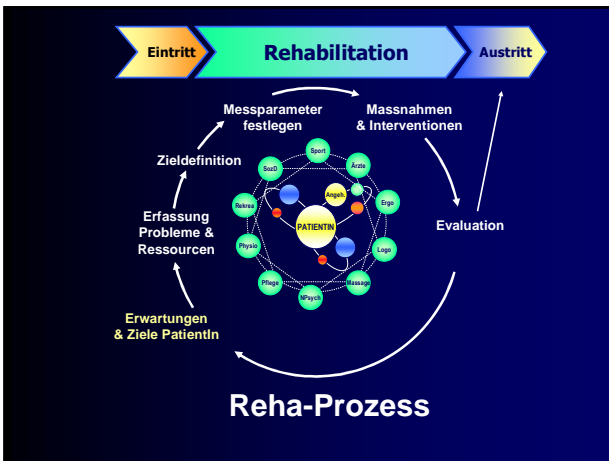 Eintritt
Rehabilitation
Austritt
Messparameter
festlegen
Massnahmen
& Interventionen
Zieldefinition
Erfassung
Probleme &
Ressourcen
Erwartungen
& Ziele PatientIn
Evaluation
Sport
SozD
Ärzte
Angeh.
Rekrea
Ergo
PATIENTIN
Physio
Logo
Pflege
Massage
NPsych
Reha-Prozess